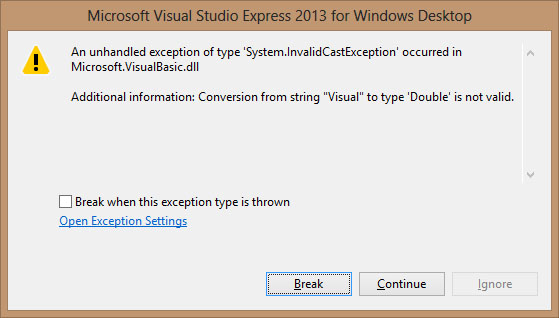 Microsoft Visual Studio Express 2013 for Windows Desktop
An unhandled exception of type 'System.InvalidCastException' occurred in
Microsoft.VisualBasic.dll
Additional information: Conversion from string "Visual" to type 'Double' is not valid.
Break when this exception type is thrown
Open Exception Settings
Break
Continue
Ignore